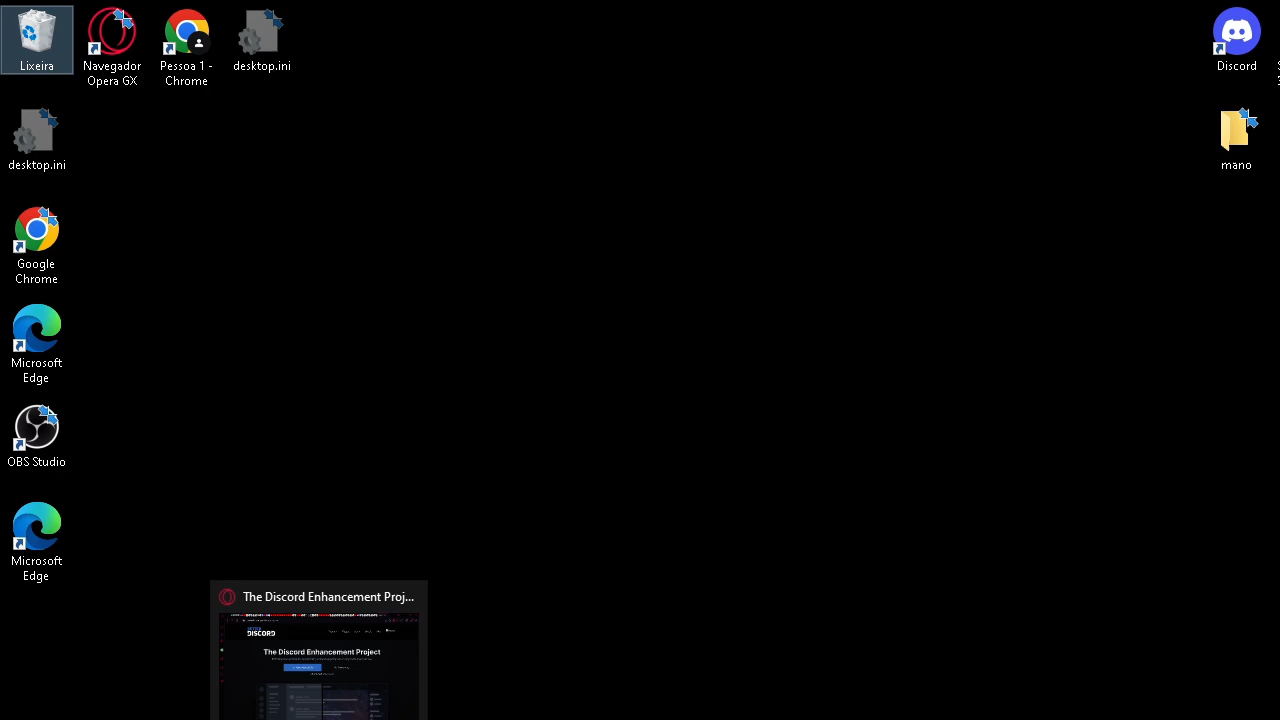 Lixeira
Navegador
Opera GX
Pessoa 1 -
Chrome
desktop.ini
Discord
desktop.ini
mano
Google
Chrome
Microsoft
Edge
OBS Studio
Microsoft
Edge
The Discord Enhancement Proj...
DISCORD
The Discord Enhancement Project